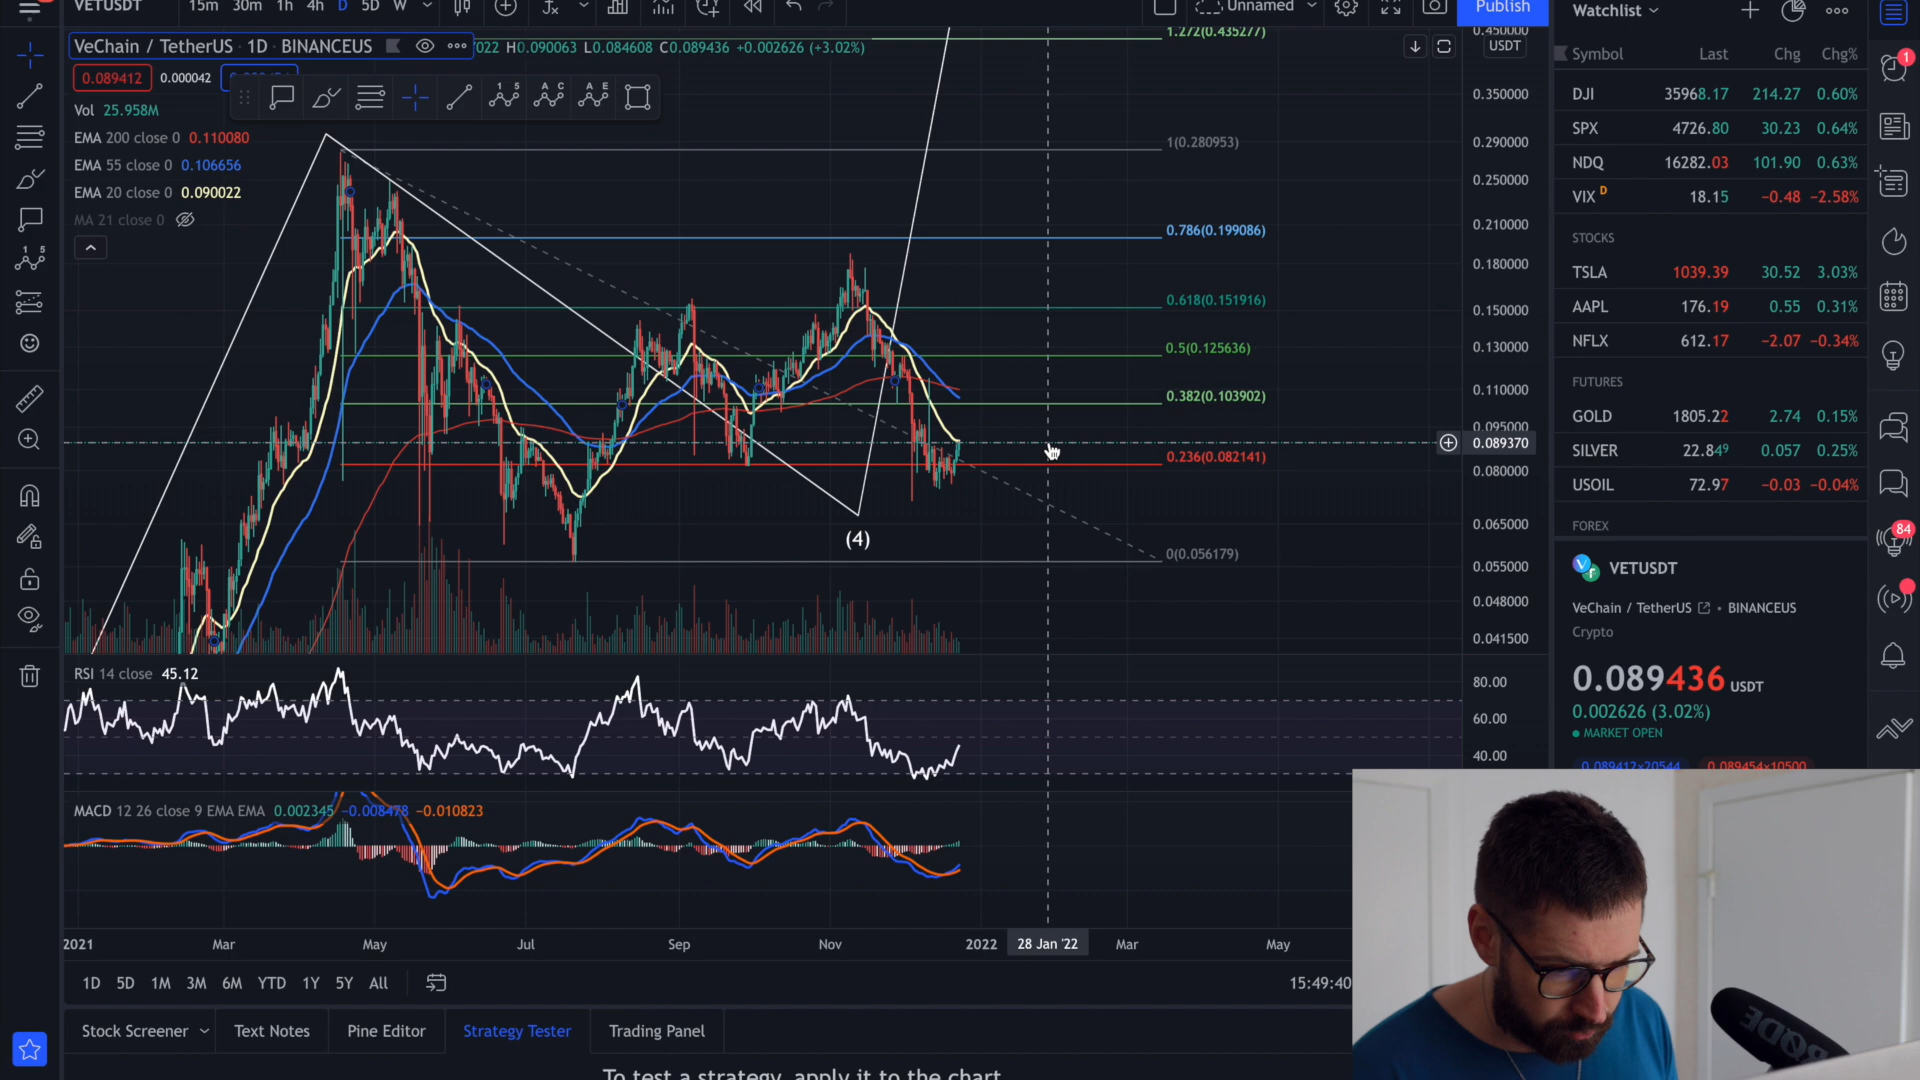 VETUSDT 15m 30m 1h 4h D 5D W Unnamed Publish Watchlist
VeChain / TetherUS · 1D · BINANCEUS 022 H0.090063 L0.084608 C0.089436 +0.002626 (+3.02%)
0.089412 0.000042
Vol 25.958M
EMA 200 close 0 0.110080
EMA 55 close 0 0.106656
EMA 20 close 0 0.090022
MA 21 close 0
1.272(0.435277)
1(0.280953)
0.786(0.199086)
0.618(0.151916)
0.5(0.125636)
0.382(0.103902)
0.236(0.082141)
0(0.056179)
(4)
0.450000
USDT
0.350000
0.290000
0.250000
0.210000
0.180000
0.150000
0.130000
0.110000
0.095000
0.089370
0.080000
0.065000
0.055000
0.048000
0.041500
RSI 14 close 45.12
80.00
60.00
40.00
MACD 12 26 close 9 EMA EMA 0.002345 −0.008478 −0.010823
2021 Mar May Jul Sep Nov 2022 28 Jan '22 Mar May
1D 5D 1M 3M 6M YTD 1Y 5Y All 15:49:40
Stock Screener Text Notes Pine Editor Strategy Tester Trading Panel
To test a strategy, apply it to the chart
Symbol Last Chg Chg%
DJI 35968.17 214.27 0.60%
SPX 4726.80 30.23 0.64%
NDQ 16282.03 101.90 0.63%
VIX D 18.15 −0.48 −2.58%
STOCKS
TSLA 1039.39 30.52 3.03%
AAPL 176.19 0.55 0.31%
NFLX 612.17 −2.07 −0.34%
FUTURES
GOLD 1805.22 2.74 0.15%
SILVER 22.849 0.057 0.25%
USOIL 72.97 −0.03 −0.04%
FOREX
VETUSDT
VeChain / TetherUS • BINANCEUS
Crypto
0.089436 USDT
0.002626 (3.02%)
MARKET OPEN
0.089412×20544 0.089454×10500
1
84
RØDE